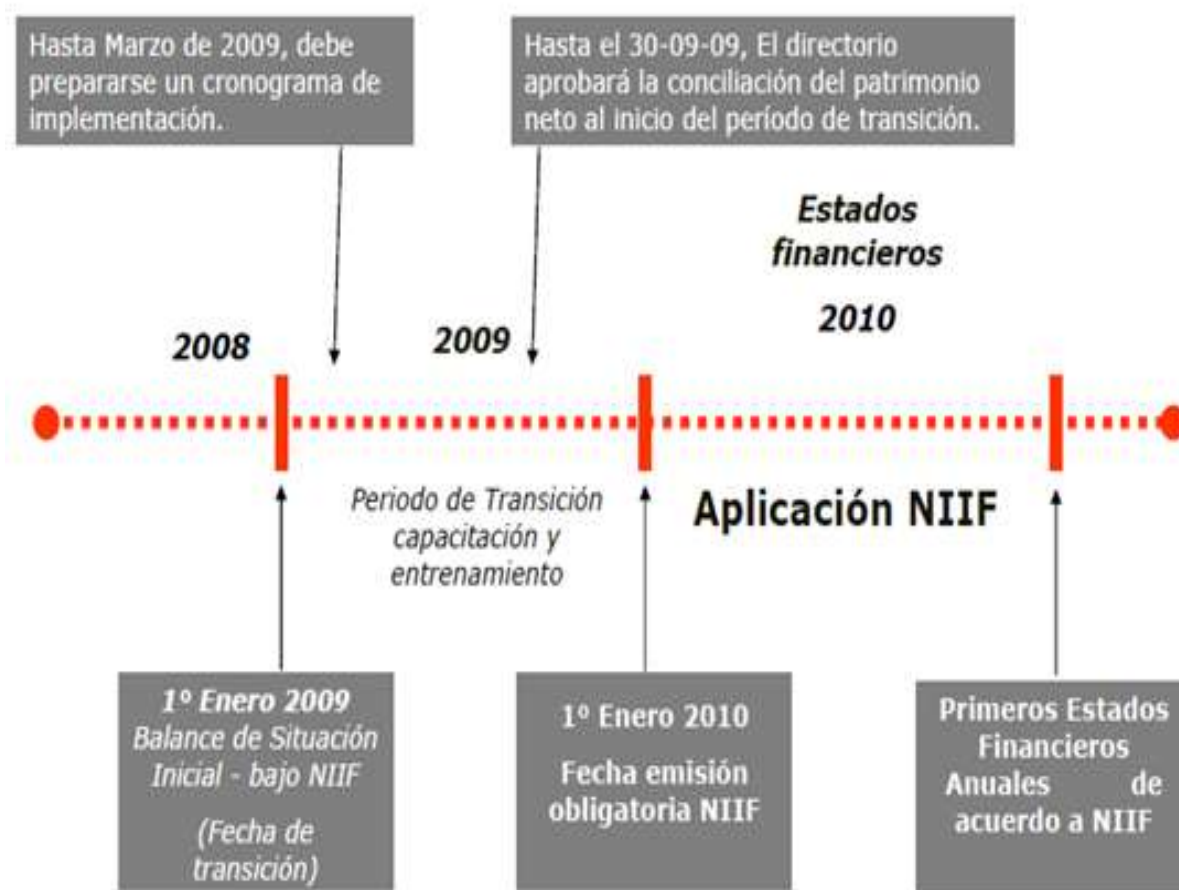 Hasta Marzo de 2009, debe
prepararse un cronograma de
implementación.
Hasta el 30-09-09, El directorio
aprobará la conciliación del patrimonio
neto al inicio del período de transición.
Estados
financieros
2010
2008
2009
Periodo de Transición
capacitación y
entrenamiento
Aplicación NIIF
1º Enero 2009
Balance de Situación
Inicial - bajo NIIF
(Fecha de
transición)
1º Enero 2010
Fecha emisión
obligatoria NIIF
Primeros Estados
Financieros
Anuales de
acuerdo a NIIF